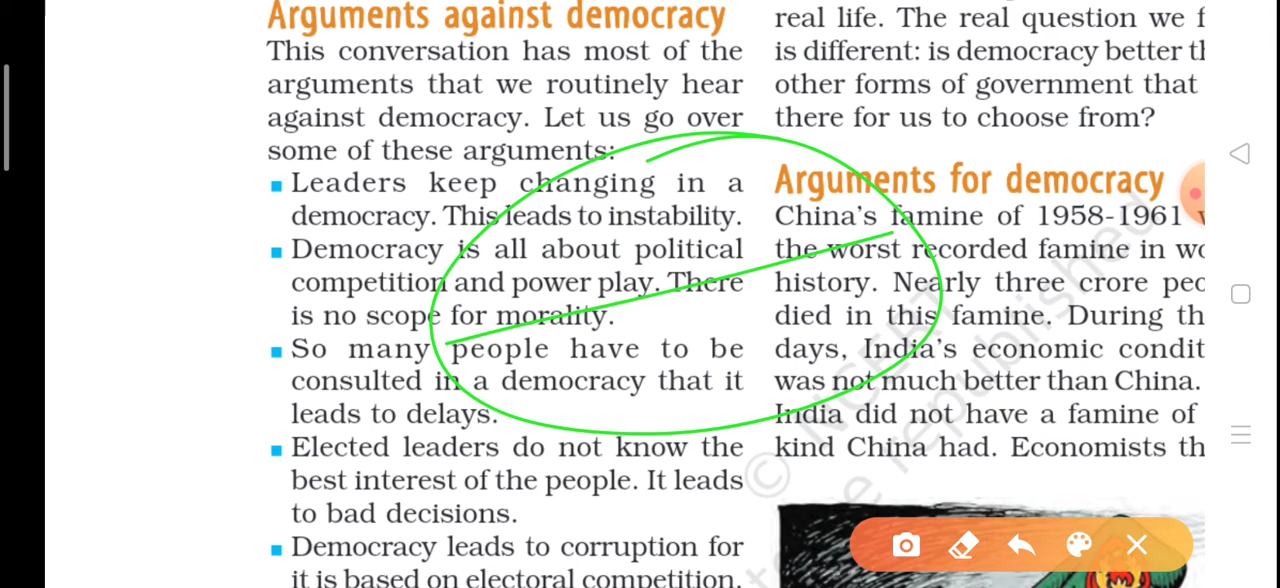 Arguments against democracy
This conversation has most of the
arguments that we routinely hear
against democracy. Let us go over
some of these arguments:
Leaders keep changing in a
democracy. This leads to instability.
Democracy is all about political
competition and power play. There
is no scope for morality.
So many people have to be
consulted in a democracy that it
leads to delays.
Elected leaders do not know the
best interest of the people. It leads
to bad decisions.
Democracy leads to corruption for
it is based on electoral competition.
real life. The real question we f
is different: is democracy better th
other forms of government that
there for us to choose from?
Arguments for democracy
China's famine of 1958-1961 w
the worst recorded famine in wo
history. Nearly three crore peo
died in this famine. During th
days, India's economic condit
was not much better than China.
India did not have a famine of
kind China had. Economists th
© NCERT
e republished